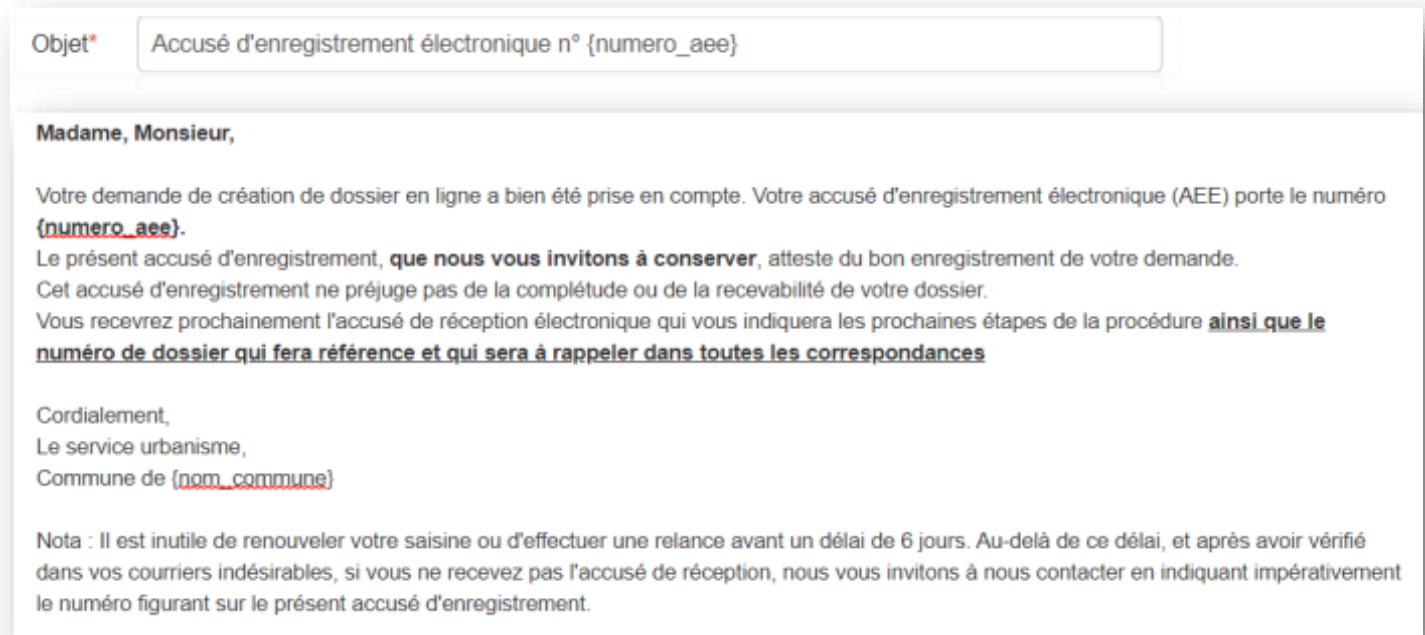 Objet* Accusé d'enregistrement électronique n° {numero_aee}
Madame, Monsieur,
Votre demande de création de dossier en ligne a bien été prise en compte. Votre accusé d'enregistrement électronique (AEE) porte le numéro
{numero_aee}.
Le présent accusé d'enregistrement, que nous vous invitons à conserver, atteste du bon enregistrement de votre demande.
Cet accusé d'enregistrement ne préjuge pas de la complétude ou de la recevabilité de votre dossier.
Vous recevrez prochainement l'accusé de réception électronique qui vous indiquera les prochaines étapes de la procédure ainsi que le
numéro de dossier qui fera référence et qui sera à rappeler dans toutes les correspondances
Cordialement,
Le service urbanisme,
Commune de {nom_commune}
Nota : Il est inutile de renouveler votre saisine ou d'effectuer une relance avant un délai de 6 jours. Au-delà de ce délai, et après avoir vérifié
dans vos courriers indésirables, si vous ne recevez pas l'accusé de réception, nous vous invitons à nous contacter en indiquant impérativement
le numéro figurant sur le présent accusé d'enregistrement.